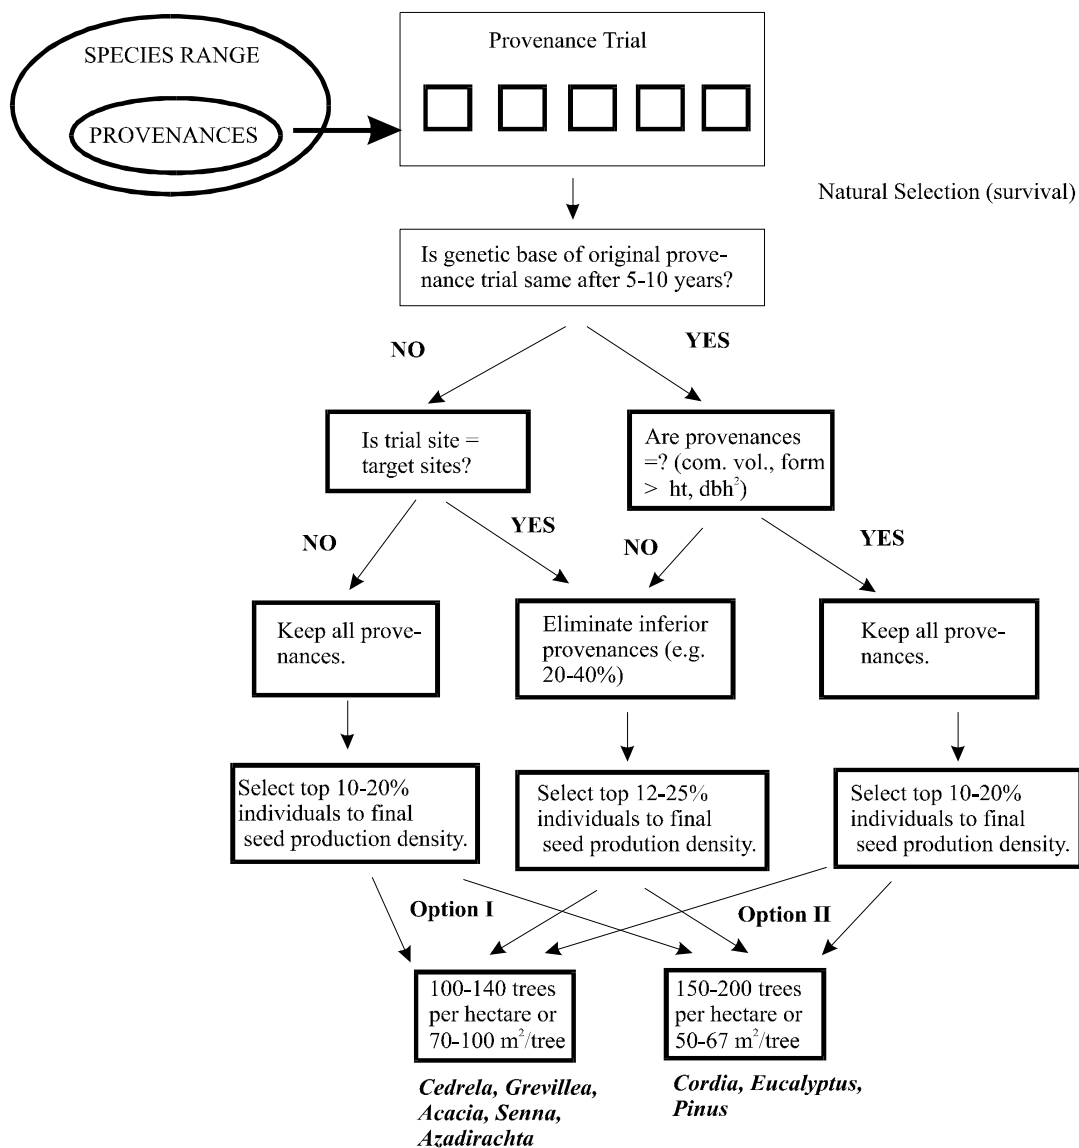 SPECIES RANGE
PROVENANCES
Provenance Trial
Natural Selection (survival)
Is genetic base of original prove-
nance trial same after 5-10 years?
NO
YES
Is trial site =
target sites?
Are provenances
=? (com. vol., form
> ht, dbh²)
NO
YES
NO
YES
Keep all prove-
nances.
Eliminate inferior
provenances (e.g.
20-40%)
Keep all prove-
nances.
Select top 10-20%
individuals to final
seed production density.
Select top 12-25%
individuals to final
seed prodution density.
Select top 10-20%
individuals to final
seed prodution density.
Option I
Option II
100-140 trees
per hectare or
70-100 m²/tree
150-200 trees
per hectare or
50-67 m²/tree
Cedrela, Grevillea,
Acacia, Senna,
Azadirachta
Cordia, Eucalyptus,
Pinus